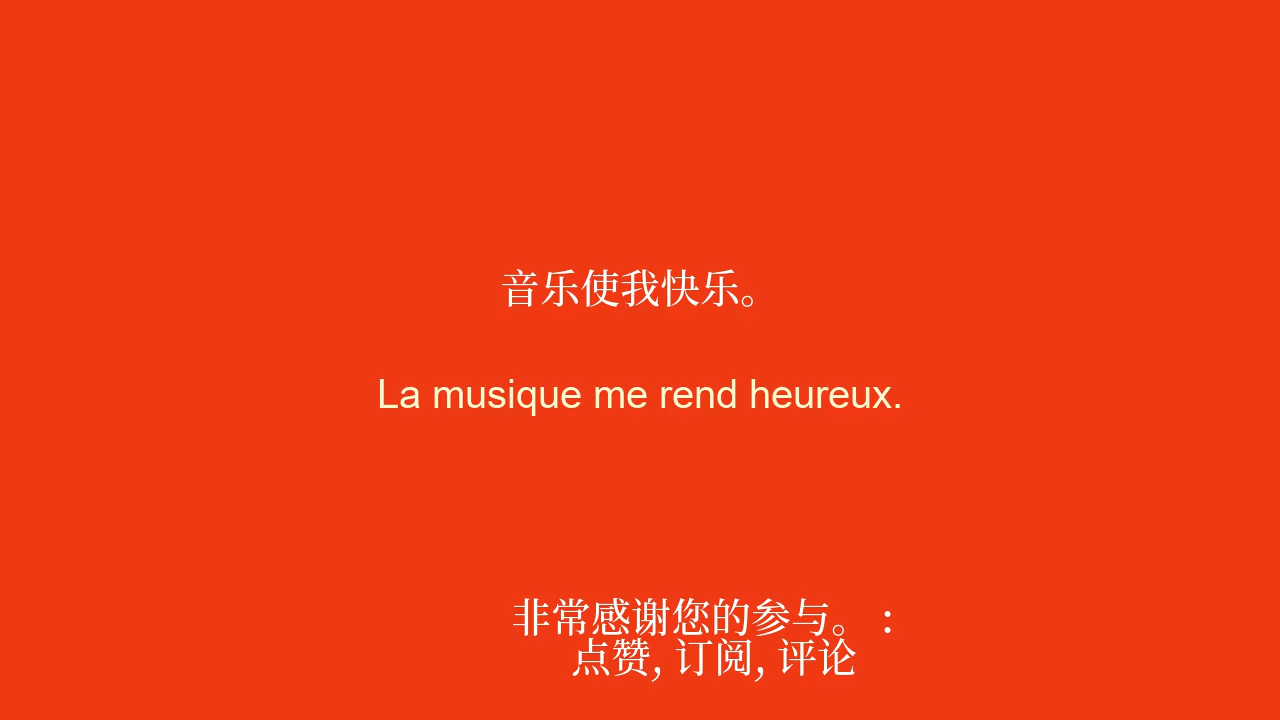 音乐使我快乐。
La musique me rend heureux.
非常感谢您的参与。 :
点赞, 订阅, 评论